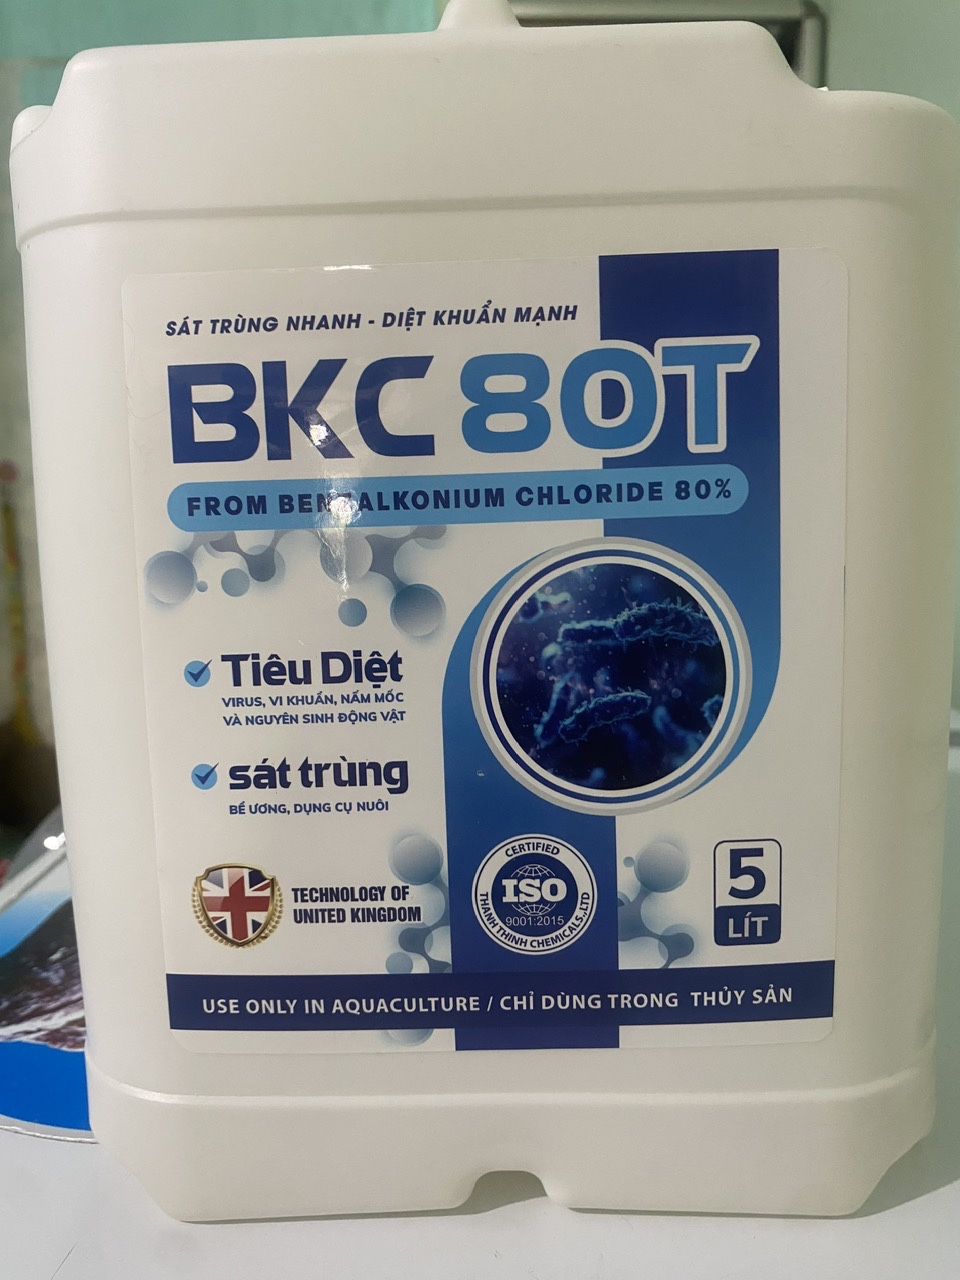 SÁT TRÙNG NHANH - DIỆT KHUẨN MẠNH
BKC 80T
FROM BENZALKONIUM CHLORIDE 80%
Tiêu Diệt
VIRUS, VI KHUẨN, NẤM MỐC
VÀ NGUYÊN SINH ĐỘNG VẬT
sát trùng
BỂ ƯƠNG, DỤNG CỤ NUÔI
TECHNOLOGY OF
UNITED KINGDOM
CERTIFIED
ISO
9001:2015
THANH THINH CHEMICALS.,LTD
5
LÍT
USE ONLY IN AQUACULTURE / CHỈ DÙNG TRONG THỦY SẢN